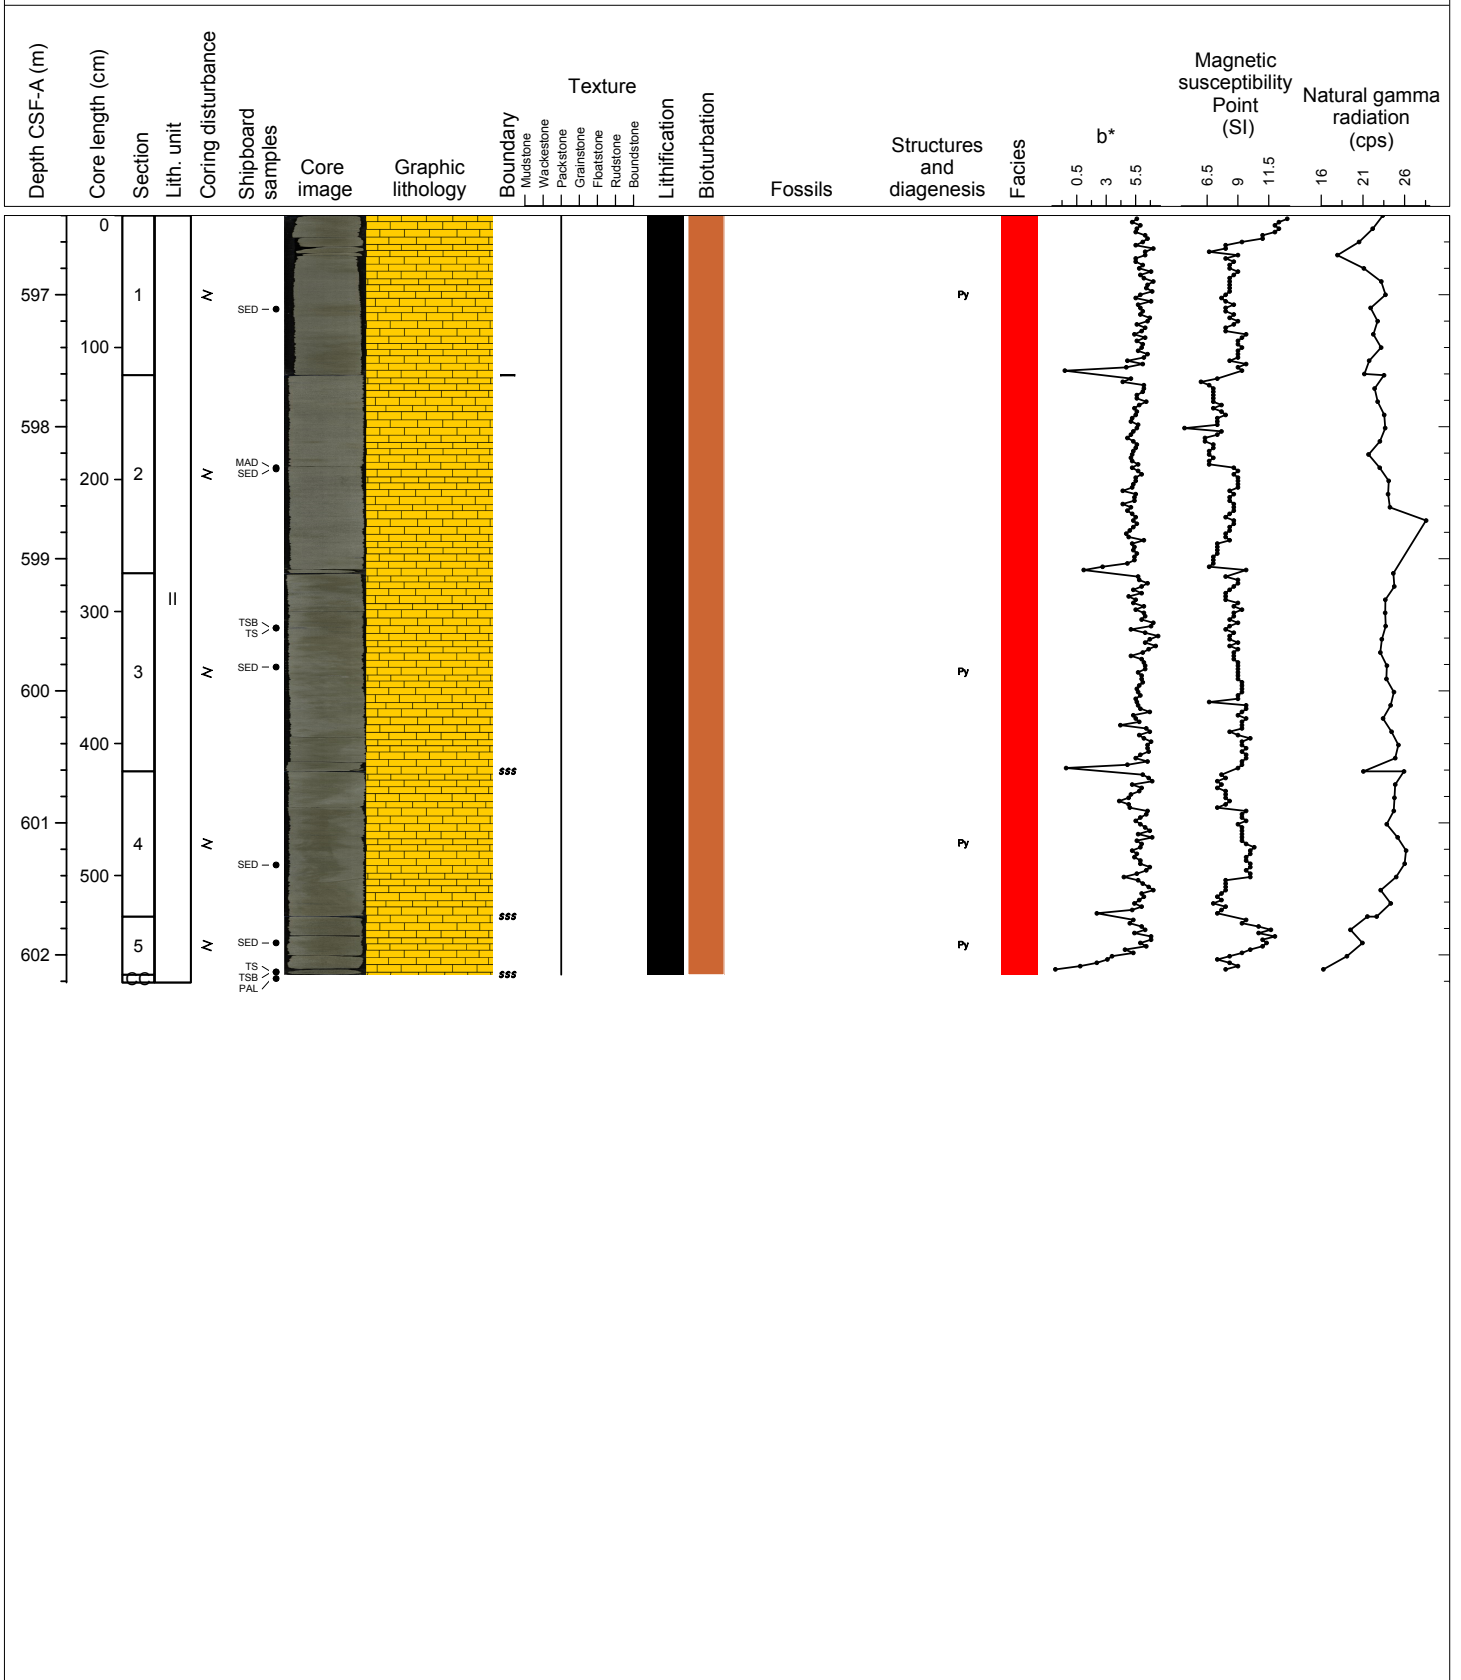 Depth CSF-A (m)
Core length (cm)
Section
Lith. unit
Coring disturbance
Shipboard
samples
Core
image
Graphic
lithology
Boundary
Texture
Mudstone
Wackestone
Packstone
Grainstone
Floatstone
Rudstone
Boundstone
Lithification
Bioturbation
Fossils
Structures
and
diagenesis
Facies
b*
0.5
3
5.5
Magnetic
susceptibility
Point
(SI)
6.5
9
11.5
Natural gamma
radiation
(cps)
16
21
26
0
597
1
N
SED
Py
100
598
MAD
2
N
200
SED
599
II
300
TSB
TS
SED
3
N
Py
600
400
sss
601
4
N
Py
SED
500
sss
SED
5
N
Py
602
TS
CC
TSB
sss
PAL